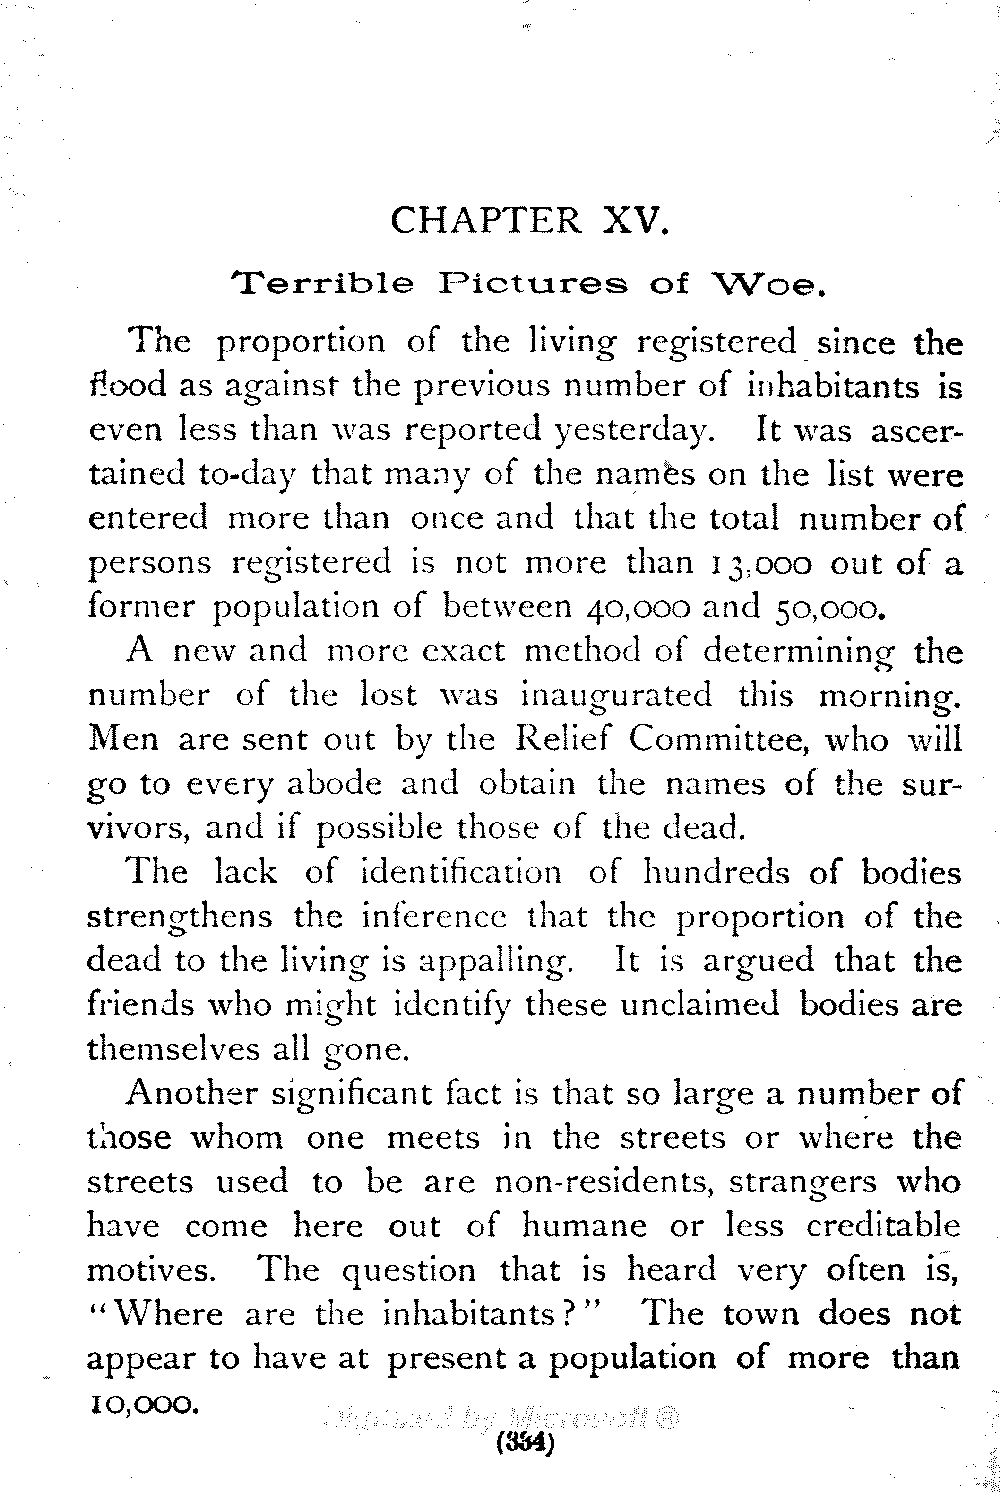 CHAPTER XV.
Terrible Pictures of Woe.
The proportion of the living registered since the
flood as against the previous number of inhabitants is
even less than was reported yesterday. It was ascer-
tained to-day that many of the names on the list were
entered more than once and that the total number of
persons registered is not more than 13,000 out of a
former population of between 40,000 and 50,000.
A new and more exact method of determining the
number of the lost was inaugurated this morning.
Men are sent out by the Relief Committee, who will
go to every abode and obtain the names of the sur-
vivors, and if possible those of the dead.
The lack of identification of hundreds of bodies
strengthens the inference that the proportion of the
dead to the living is appalling. It is argued that the
friends who might identify these unclaimed bodies are
themselves all gone.
Another significant fact is that so large a number of
those whom one meets in the streets or where the
streets used to be are non-residents, strangers who
have come here out of humane or less creditable
motives. The question that is heard very often is,
"Where are the inhabitants?" The town does not
appear to have at present a population of more than
10,000.
Digitized by Microsoft ®
(334)